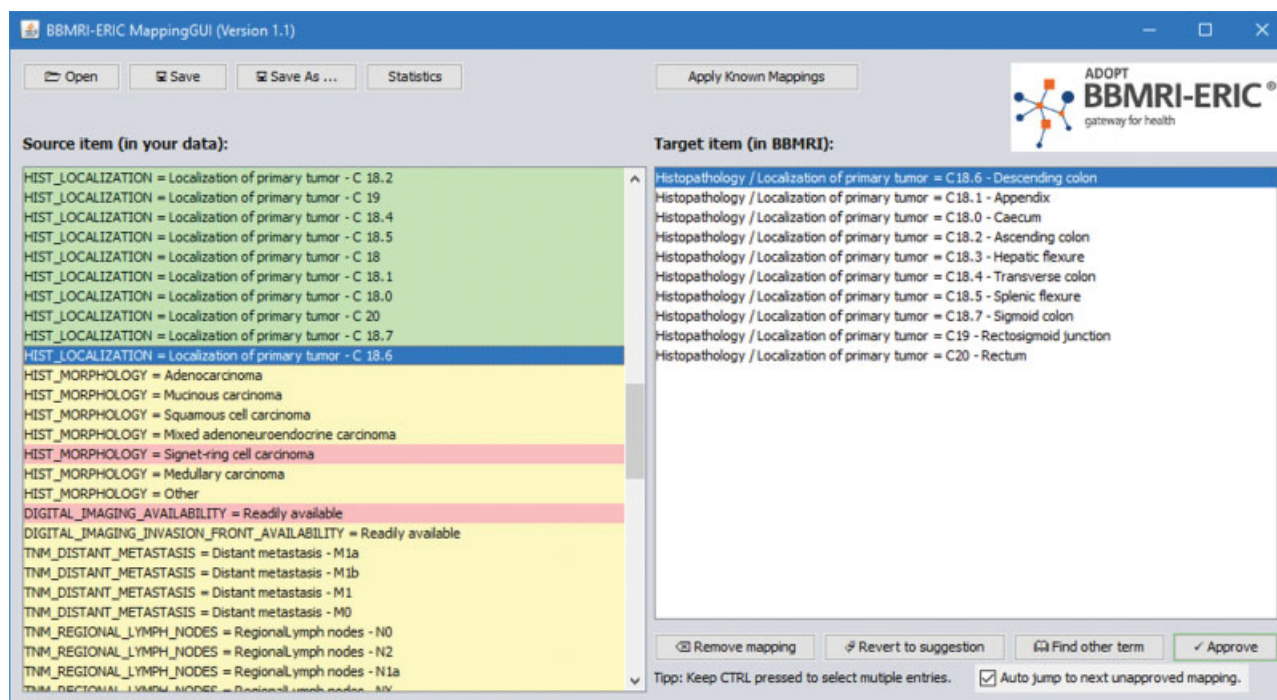 BBMRI-ERIC MappingGUI (Version 1.1)
Open
Save
Save As ...
Statistics
Apply Known Mappings
ADOPT
BBMRI-ERIC®
gateway for health
Source item (in your data):
HIST_LOCALIZATION = Localization of primary tumor - C 18.2
HIST_LOCALIZATION = Localization of primary tumor - C 19
HIST_LOCALIZATION = Localization of primary tumor - C 18.4
HIST_LOCALIZATION = Localization of primary tumor - C 18.5
HIST_LOCALIZATION = Localization of primary tumor - C 18
HIST_LOCALIZATION = Localization of primary tumor - C 18.1
HIST_LOCALIZATION = Localization of primary tumor - C 18.0
HIST_LOCALIZATION = Localization of primary tumor - C 20
HIST_LOCALIZATION = Localization of primary tumor - C 18.7
HIST_LOCALIZATION = Localization of primary tumor - C 18.6
HIST_MORPHOLOGY = Adenocarcinoma
HIST_MORPHOLOGY = Mucinous carcinoma
HIST_MORPHOLOGY = Squamous cell carcinoma
HIST_MORPHOLOGY = Mixed adenoneuroendocrine carcinoma
HIST_MORPHOLOGY = Signet-ring cell carcinoma
HIST_MORPHOLOGY = Medullary carcinoma
HIST_MORPHOLOGY = Other
DIGITAL_IMAGING_AVAILABILITY = Readily available
DIGITAL_IMAGING_INVASION_FRONT_AVAILABILITY = Readily available
TNM_DISTANT_METASTASIS = Distant metastasis - M1a
TNM_DISTANT_METASTASIS = Distant metastasis - M1b
TNM_DISTANT_METASTASIS = Distant metastasis - M1
TNM_DISTANT_METASTASIS = Distant metastasis - M0
TNM_REGIONAL_LYMPH_NODES = RegionalLymph nodes - N0
TNM_REGIONAL_LYMPH_NODES = RegionalLymph nodes - N2
TNM_REGIONAL_LYMPH_NODES = RegionalLymph nodes - N1a
TNM_REGIONAL_LYMPH_NODES = RegionalLymph nodes - NX
Target item (in BBMRI):
Histopathology / Localization of primary tumor = C18.6 - Descending colon
Histopathology / Localization of primary tumor = C18.1 - Appendix
Histopathology / Localization of primary tumor = C18.0 - Caecum
Histopathology / Localization of primary tumor = C18.2 - Ascending colon
Histopathology / Localization of primary tumor = C18.3 - Hepatic flexure
Histopathology / Localization of primary tumor = C18.4 - Transverse colon
Histopathology / Localization of primary tumor = C18.5 - Splenic flexure
Histopathology / Localization of primary tumor = C18.7 - Sigmoid colon
Histopathology / Localization of primary tumor = C19 - Rectosigmoid junction
Histopathology / Localization of primary tumor = C20 - Rectum
Remove mapping
Revert to suggestion
Find other term
✓ Approve
Tipp: Keep CTRL pressed to select mutiple entries.
Auto jump to next unapproved mapping.